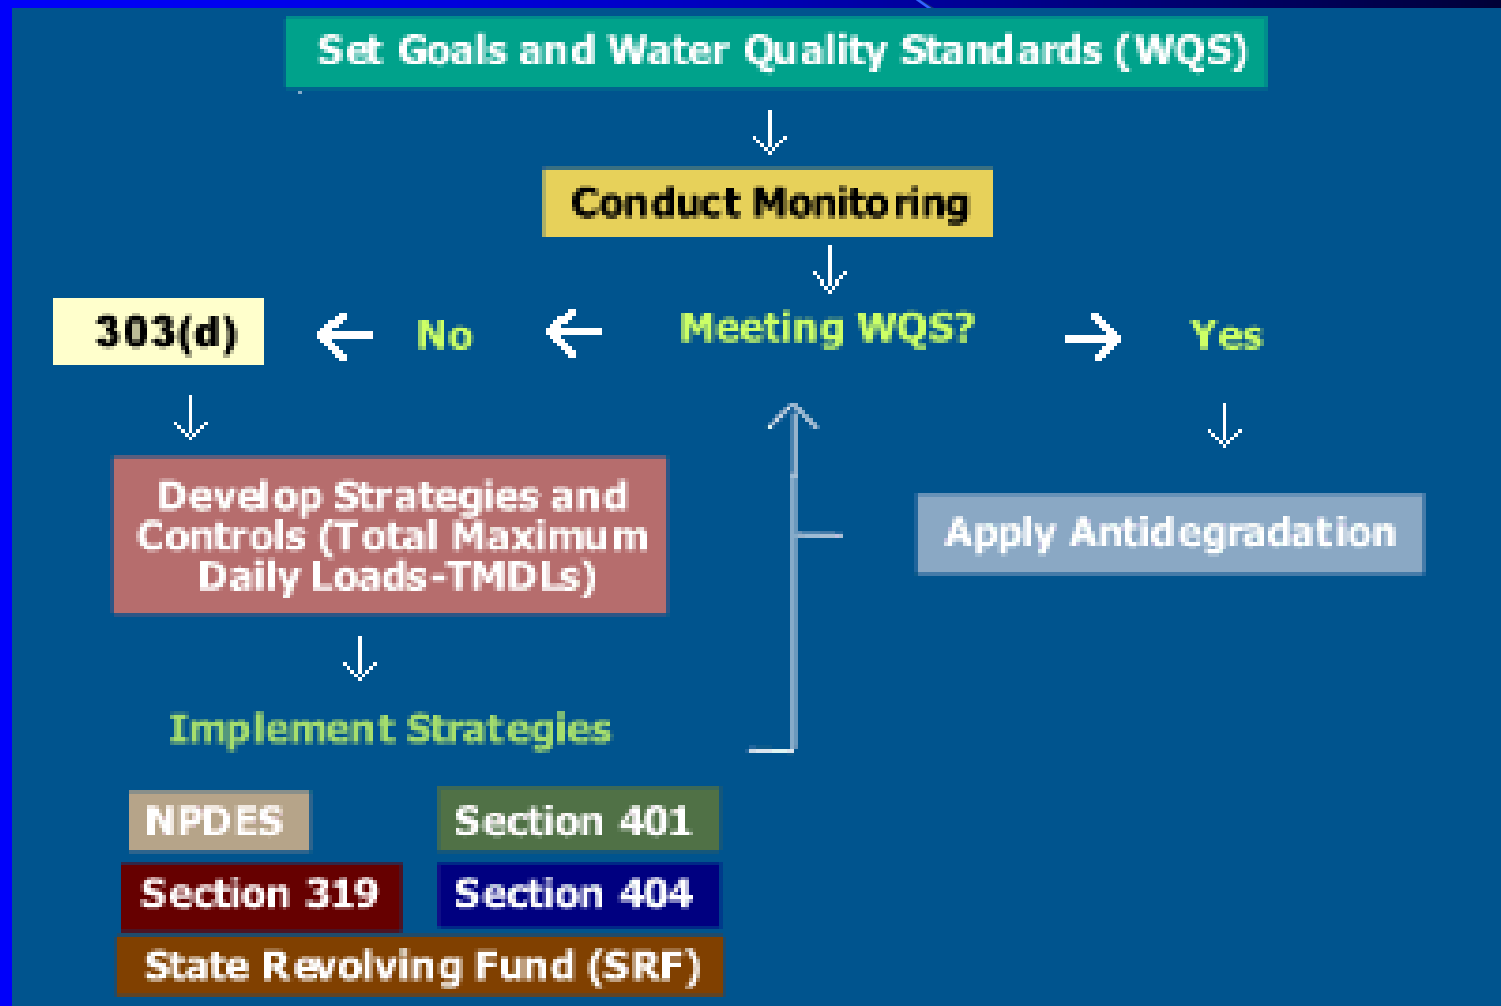 Set Goals and Water Quality Standards (WQS)
Conduct Monitoring
303(d)
No
Meeting WQS?
Yes
Develop Strategies and
Controls (Total Maximum
Daily Loads-TMDLs)
Apply Antidegradation
Implement Strategies
NPDES
Section 401
Section 319
Section 404
State Revolving Fund (SRF)